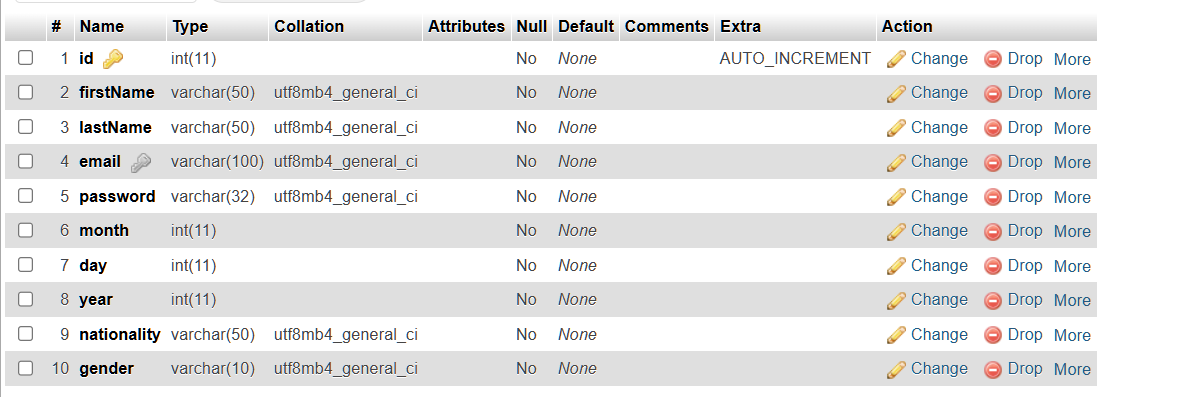 # Name Type Collation Attributes Null Default Comments Extra Action
1 id int(11) No None AUTO_INCREMENT Change Drop More
2 firstName varchar(50) utf8mb4_general_ci No None Change Drop More
3 lastName varchar(50) utf8mb4_general_ci No None Change Drop More
4 email varchar(100) utf8mb4_general_ci No None Change Drop More
5 password varchar(32) utf8mb4_general_ci No None Change Drop More
6 month int(11) No None Change Drop More
7 day int(11) No None Change Drop More
8 year int(11) No None Change Drop More
9 nationality varchar(50) utf8mb4_general_ci No None Change Drop More
10 gender varchar(10) utf8mb4_general_ci No None Change Drop More